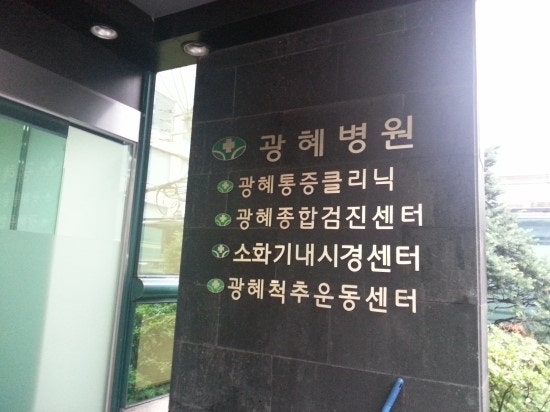 광혜병원
광혜통증클리닉
광혜종합검진센터
소화기내시경센터
광혜척추운동센터